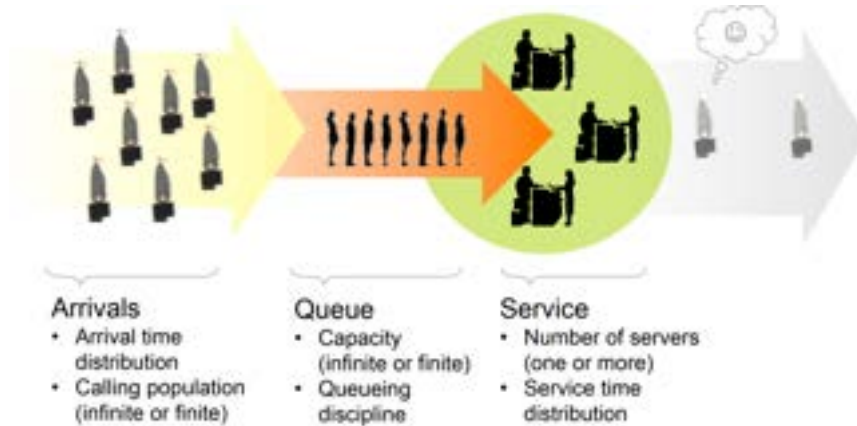 Arrivals
• Arrival time
distribution
• Calling population
(infinite or finite)
Queue
• Capacity
(infinite or finite)
• Queueing
discipline
Service
• Number of servers
(one or more)
• Service time
distribution